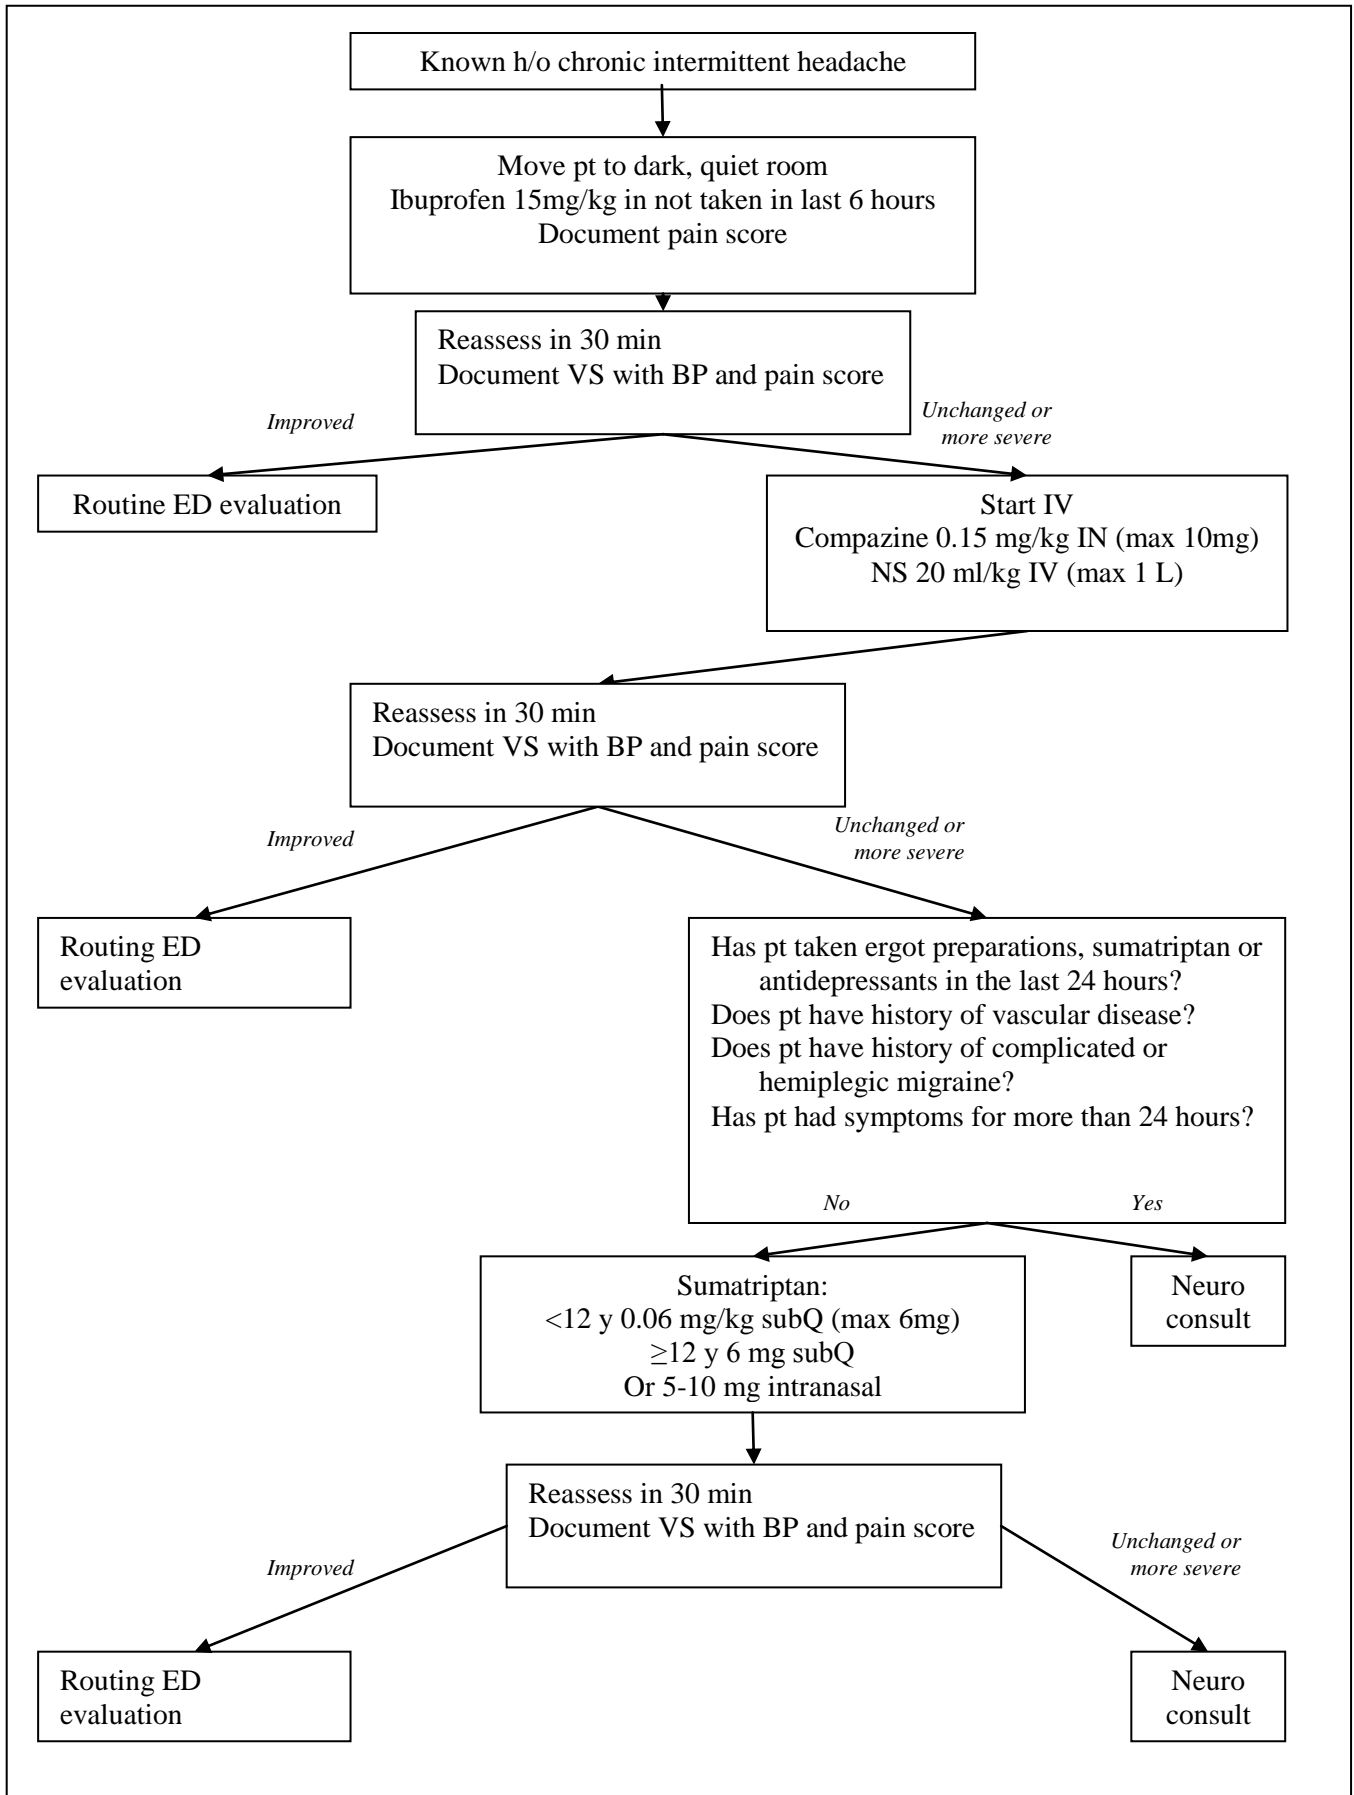 Known h/o chronic intermittent headache
Move pt to dark, quiet room
Ibuprofen 15mg/kg in not taken in last 6 hours
Document pain score
Reassess in 30 min
Document VS with BP and pain score
Improved
Unchanged or
more severe
Routine ED evaluation
Start IV
Compazine 0.15 mg/kg IN (max 10mg)
NS 20 ml/kg IV (max 1 L)
Reassess in 30 min
Document VS with BP and pain score
Improved
Unchanged or
more severe
Routing ED
evaluation
Has pt taken ergot preparations, sumatriptan or
antidepressants in the last 24 hours?
Does pt have history of vascular disease?
Does pt have history of complicated or
hemiplegic migraine?
Has pt had symptoms for more than 24 hours?
No
Yes
Sumatriptan:
<12 y 0.06 mg/kg subQ (max 6mg)
≥12 y 6 mg subQ
Or 5-10 mg intranasal
Neuro
consult
Reassess in 30 min
Document VS with BP and pain score
Improved
Unchanged or
more severe
Routing ED
evaluation
Neuro
consult